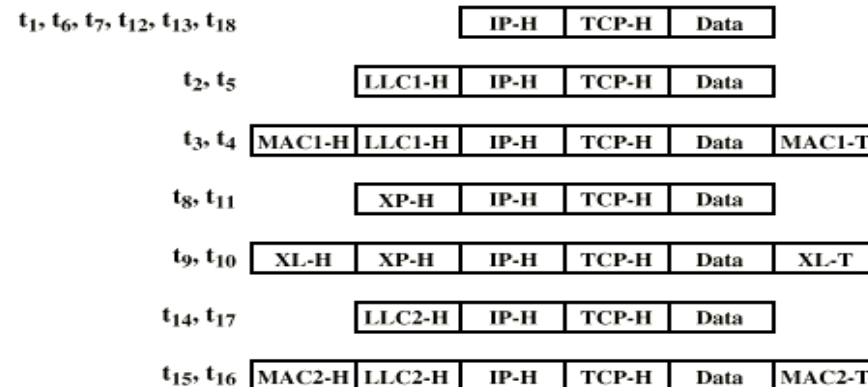 t1, t6, t7, t12, t13, t18 IP-H TCP-H Data
t2, t5 LLC1-H IP-H TCP-H Data
t3, t4 MAC1-H LLC1-H IP-H TCP-H Data MAC1-T
t8, t11 XP-H IP-H TCP-H Data
t9, t10 XL-H XP-H IP-H TCP-H Data XL-T
t14, t17 LLC2-H IP-H TCP-H Data
t15, t16 MAC2-H LLC2-H IP-H TCP-H Data MAC2-T